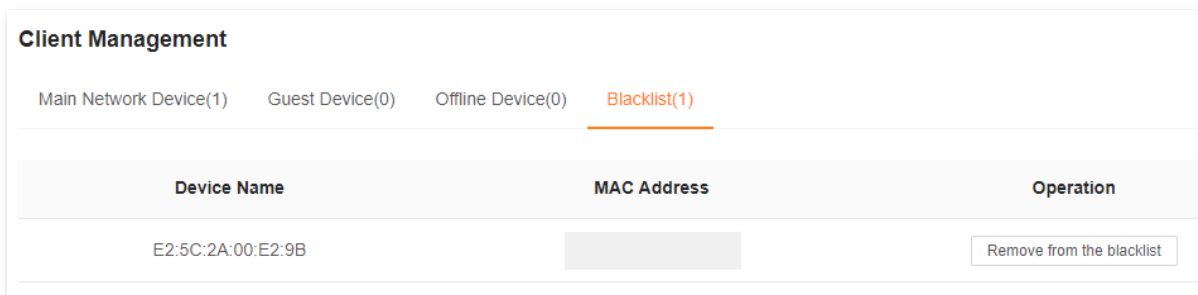 Client Management
Main Network Device(1) Guest Device(0) Offline Device(0) Blacklist(1)
Device Name MAC Address Operation
E2:5C:2A:00:E2:9B Remove from the blacklist